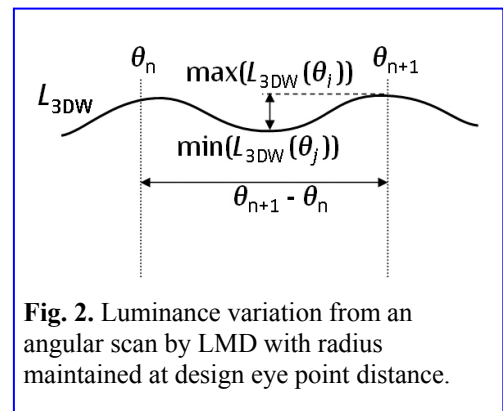 θn max(L3DW(θi)) θn+1
L3DW
min(L3DW(θj))
θn+1 - θn
Fig. 2. Luminance variation from an
angular scan by LMD with radius
maintained at design eye point distance.